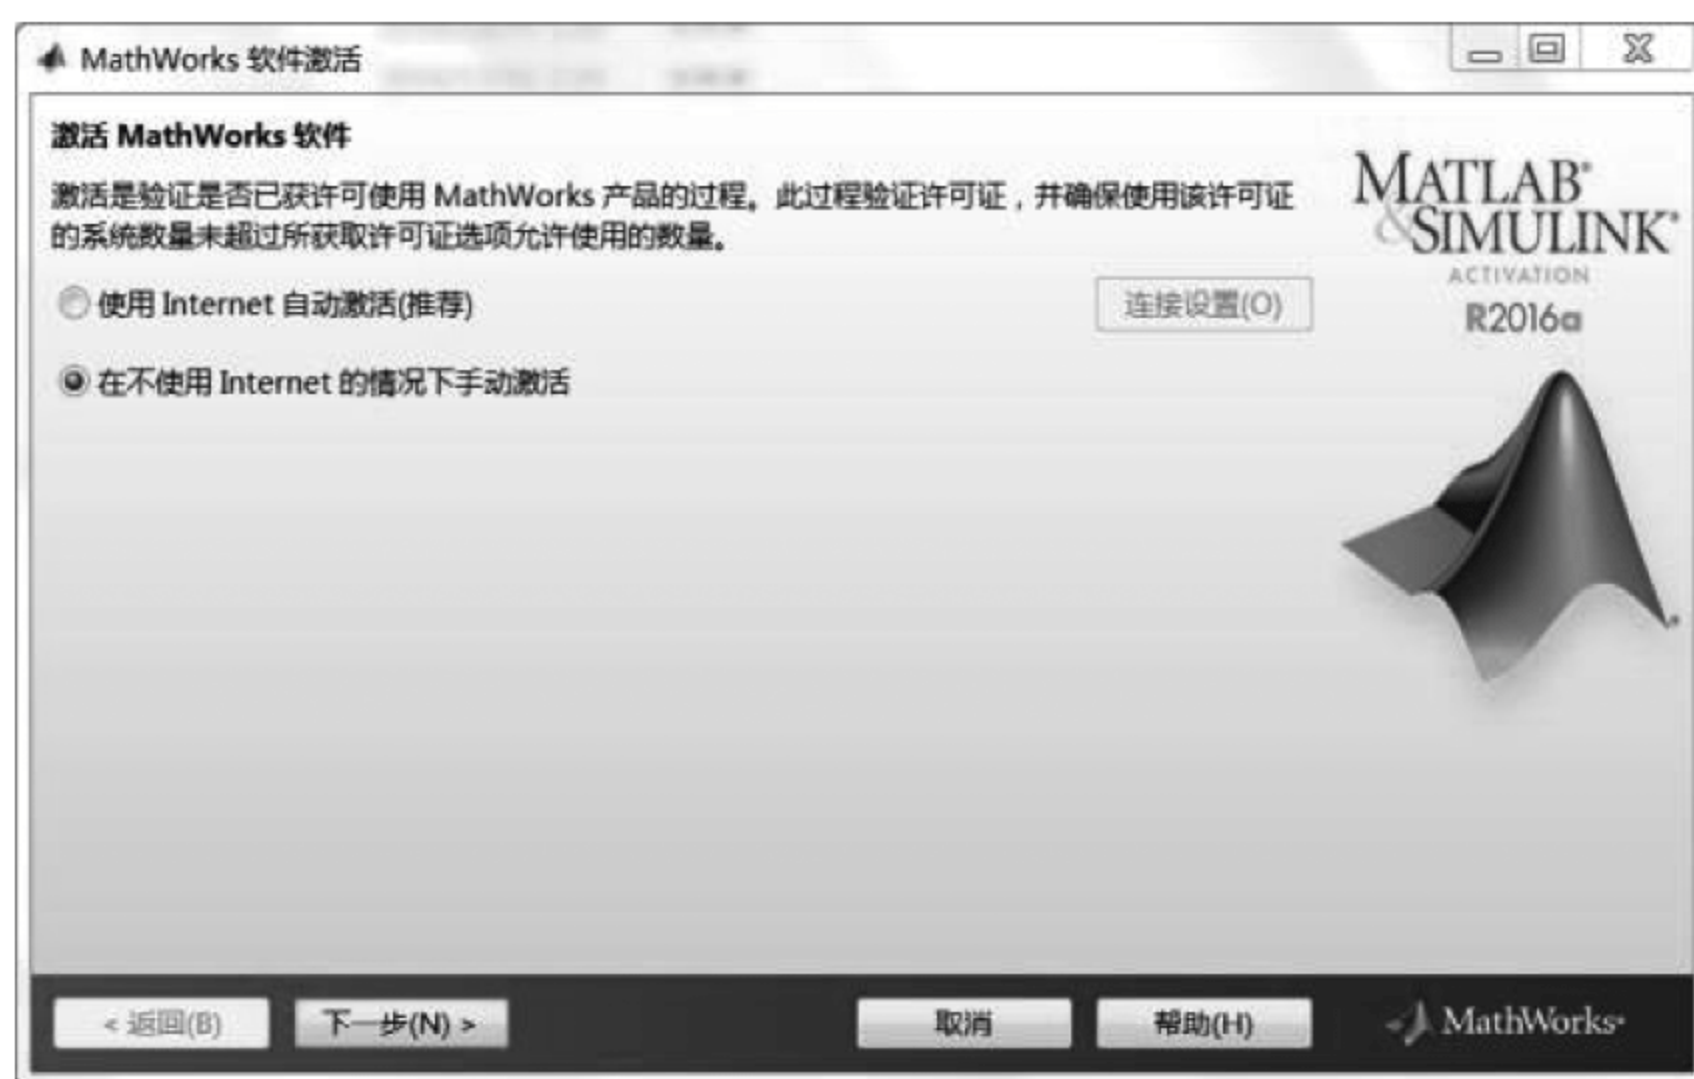 MathWorks 软件激活
激活 MathWorks 软件
激活是验证是否已获许可使用 MathWorks 产品的过程。此过程验证许可证，并确保使用该许可证
的系统数量未超过所获取许可证选项允许使用的数量。
使用 Internet 自动激活(推荐)
连接设置(O)
在不使用 Internet 的情况下手动激活
MATLAB®
&SIMULINK®
ACTIVATION
R2016a
< 返回(B)
下一步(N) >
取消
帮助(H)
MathWorks®